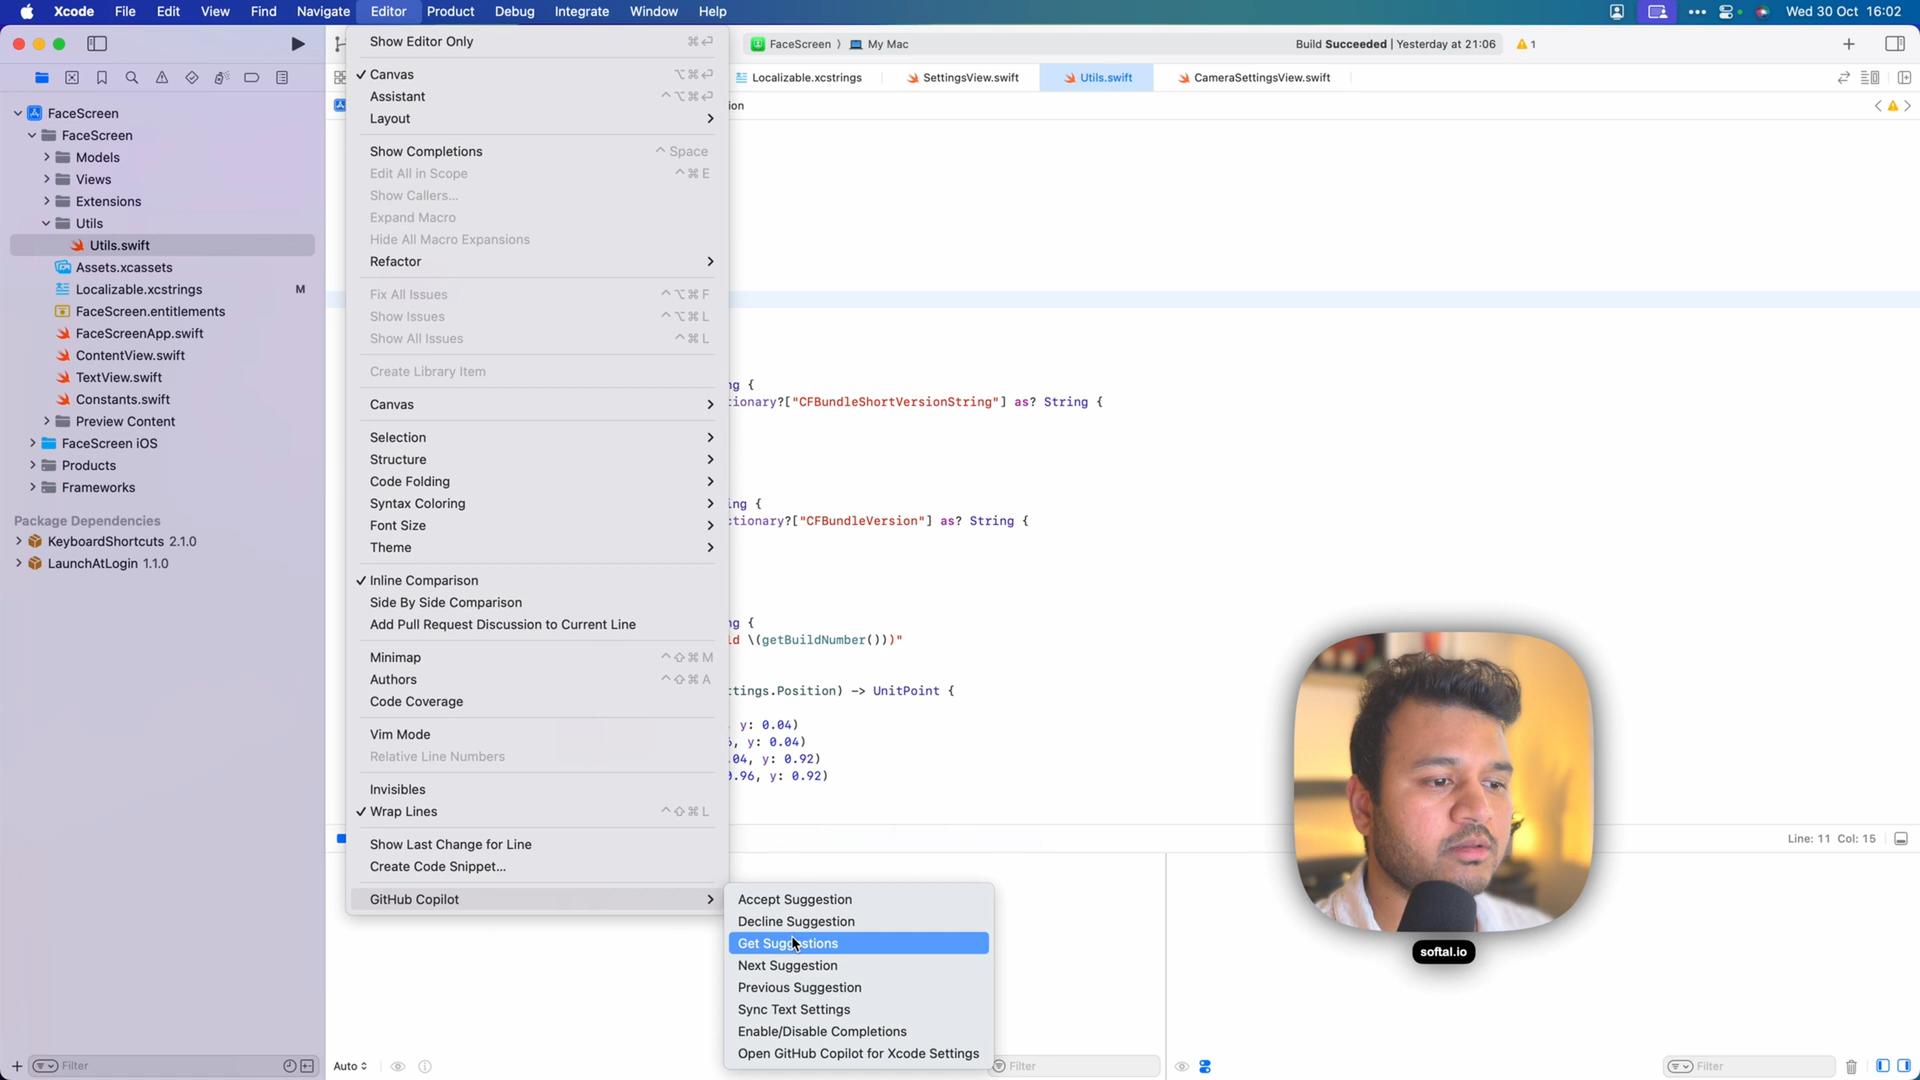 Xcode File Edit View Find Navigate Editor Product Debug Integrate Window Help Wed 30 Oct 16:02
FaceScreen 〉 My Mac Build Succeeded | Yesterday at 21:06 1
Localizable.xcstrings SettingsView.swift Utils.swift CameraSettingsView.swift
FaceScreen
FaceScreen
Models
Views
Extensions
Utils
Utils.swift
Assets.xcassets
Localizable.xcstrings M
FaceScreen.entitlements
FaceScreenApp.swift
ContentView.swift
TextView.swift
Constants.swift
Preview Content
FaceScreen iOS
Products
Frameworks
Package Dependencies
KeyboardShortcuts 2.1.0
LaunchAtLogin 1.1.0
Filter
Show Editor Only ⌘⏎
✓ Canvas ⌥⌘⏎
Assistant ^⌥⌘⏎
Layout
Show Completions ^ Space
Edit All in Scope ^⌘E
Show Callers...
Expand Macro
Hide All Macro Expansions
Refactor
Fix All Issues ^⌥⌘F
Show Issues ^⌥⌘L
Show All Issues ^⌘L
Create Library Item
Canvas
Selection
Structure
Code Folding
Syntax Coloring
Font Size
Theme
✓ Inline Comparison
Side By Side Comparison
Add Pull Request Discussion to Current Line
Minimap ^⇧⌘M
Authors ^⇧⌘A
Code Coverage
Vim Mode
Relative Line Numbers
Invisibles
✓ Wrap Lines ^⇧⌘L
Show Last Change for Line
Create Code Snippet...
GitHub Copilot
Accept Suggestion
Decline Suggestion
Get Suggestions
Next Suggestion
Previous Suggestion
Sync Text Settings
Enable/Disable Completions
Open GitHub Copilot for Xcode Settings
ion
ng {
tionary?["CFBundleShortVersionString"] as? String {
ing {
ctionary?["CFBundleVersion"] as? String {
ng {
ld \(getBuildNumber()))"
ttings.Position) -> UnitPoint {
, y: 0.04)
6, y: 0.04)
.04, y: 0.92)
0.96, y: 0.92)
softal.io
Line: 11 Col: 15
Auto
Filter
Filter